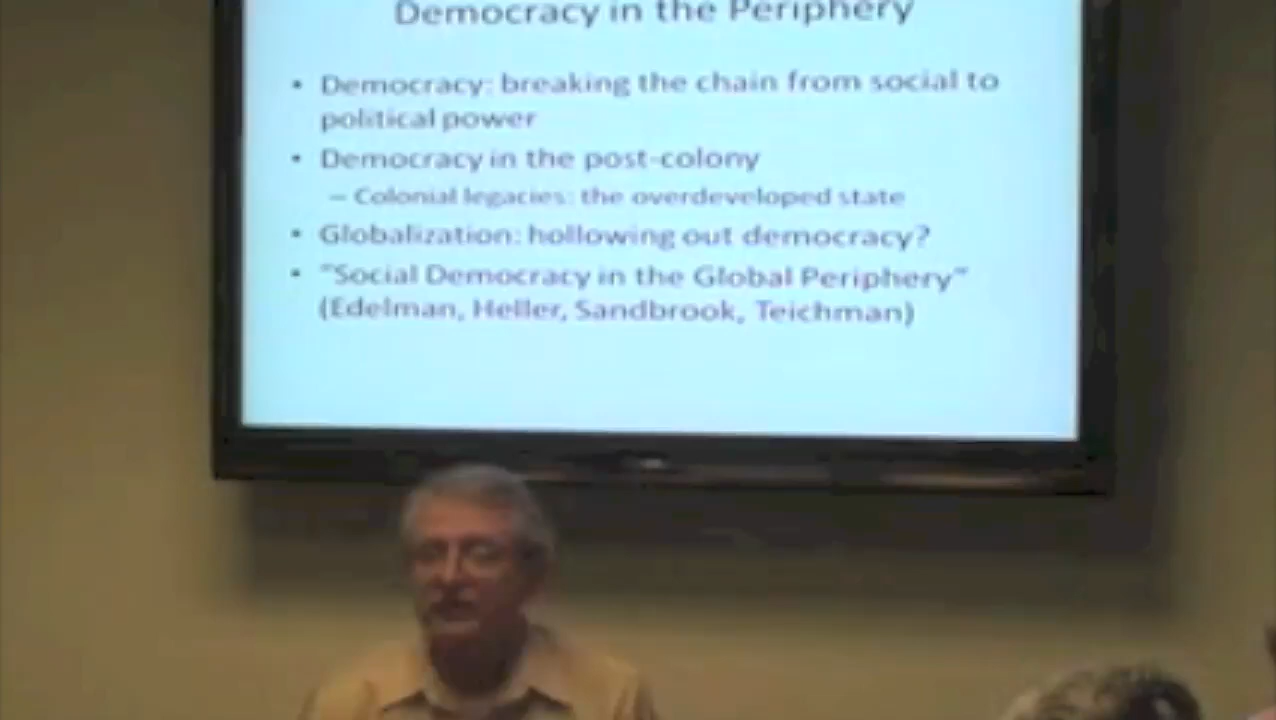 Democracy in the Periphery
• Democracy: breaking the chain from social to
political power
• Democracy in the post-colony
– Colonial legacies: the overdeveloped state
• Globalization: hollowing out democracy?
• "Social Democracy in the Global Periphery"
(Edelman, Heller, Sandbrook, Teichman)